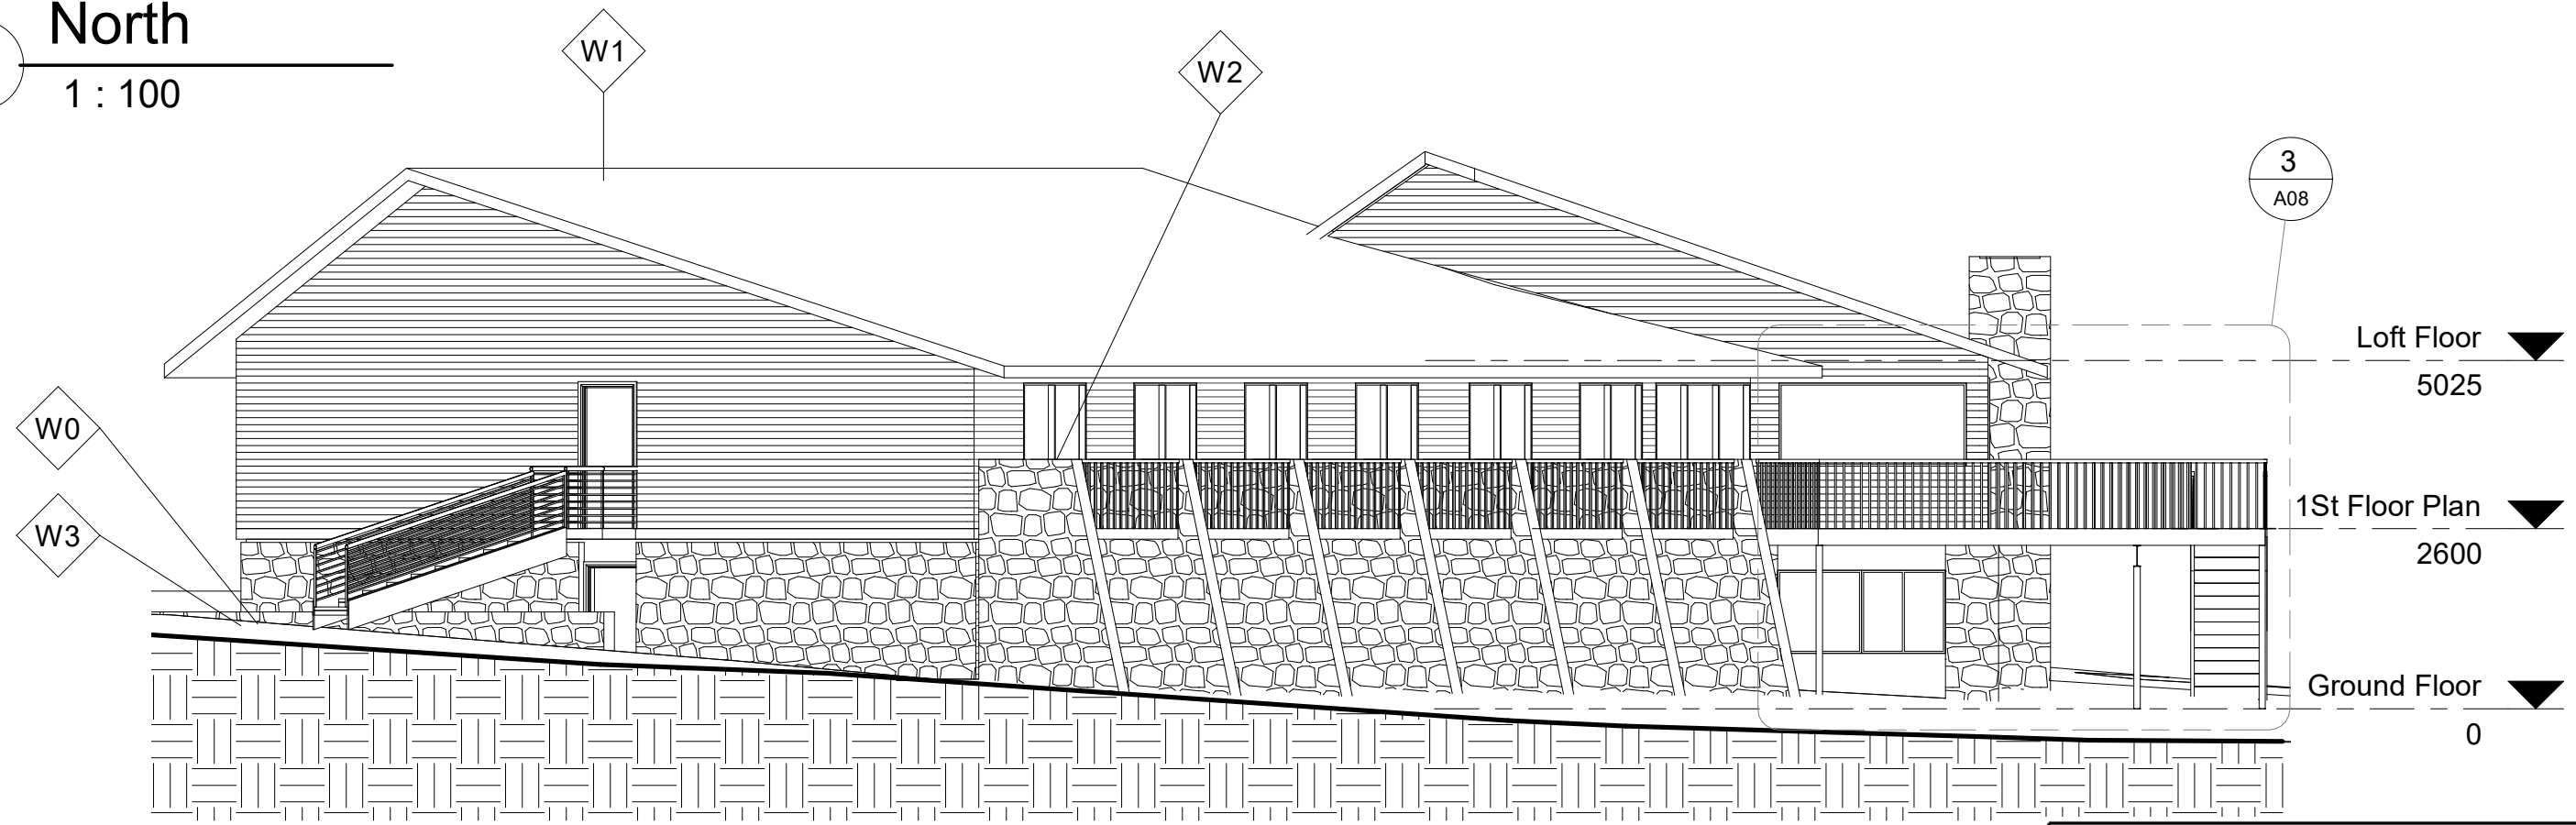 North
1 : 100
W1
W2
3
A08
Loft Floor
5025
W0
W3
1St Floor Plan
2600
Ground Floor
0